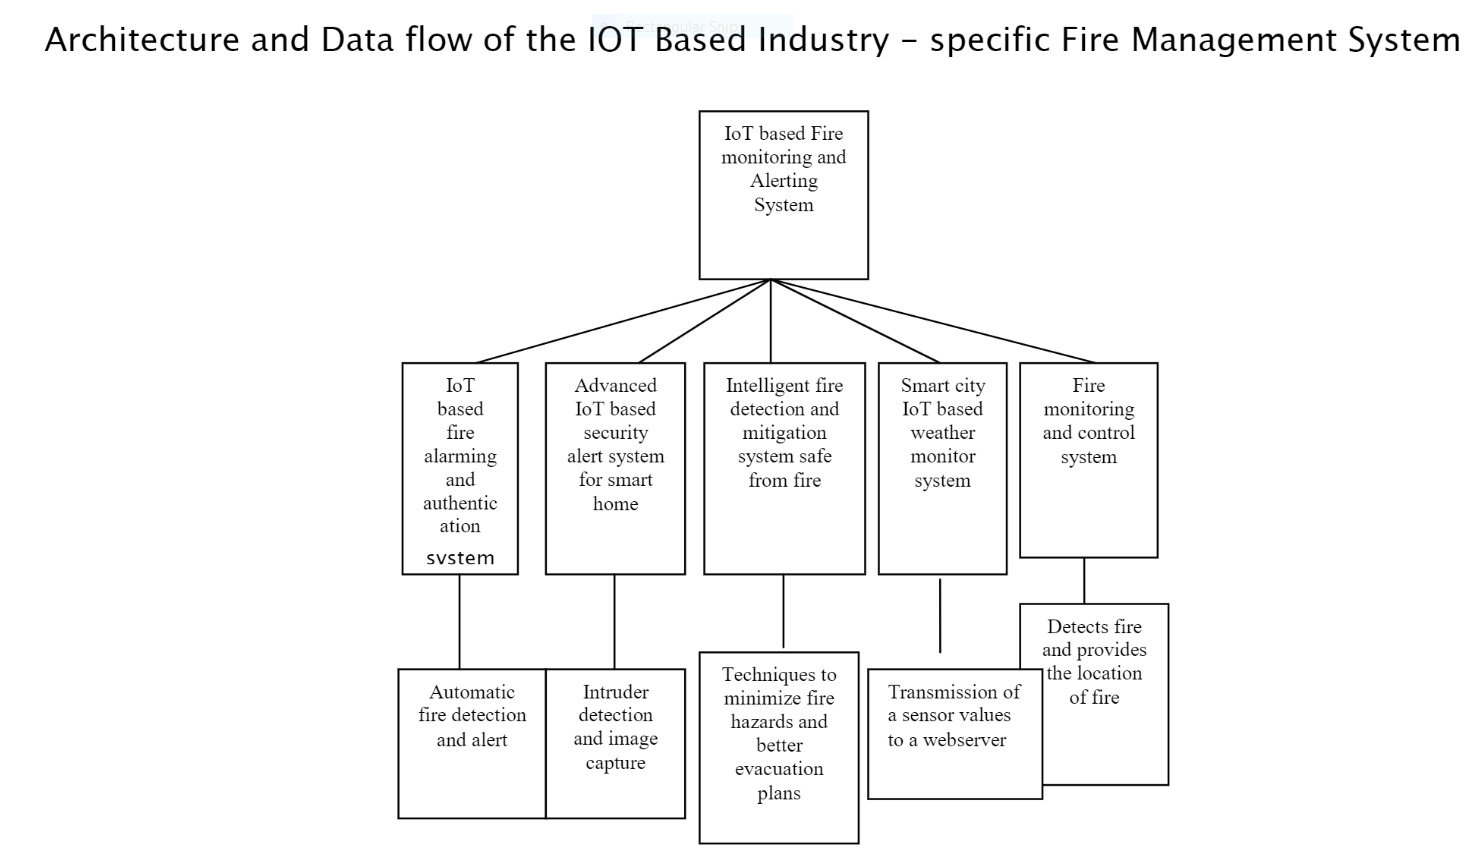 Rectangular Snip
Architecture and Data flow of the IOT Based Industry – specific Fire Management System
IoT based Fire
monitoring and
Alerting
System
IoT
based
fire
alarming
and
authentic
ation
system
Advanced
IoT based
security
alert system
for smart
home
Intelligent fire
detection and
mitigation
system safe
from fire
Smart city
IoT based
weather
monitor
system
Fire
monitoring
and control
system
Automatic
fire detection
and alert
Intruder
detection
and image
capture
Techniques to
minimize fire
hazards and
better
evacuation
plans
Transmission of
a sensor values
to a webserver
Detects fire
and provides
the location
of fire